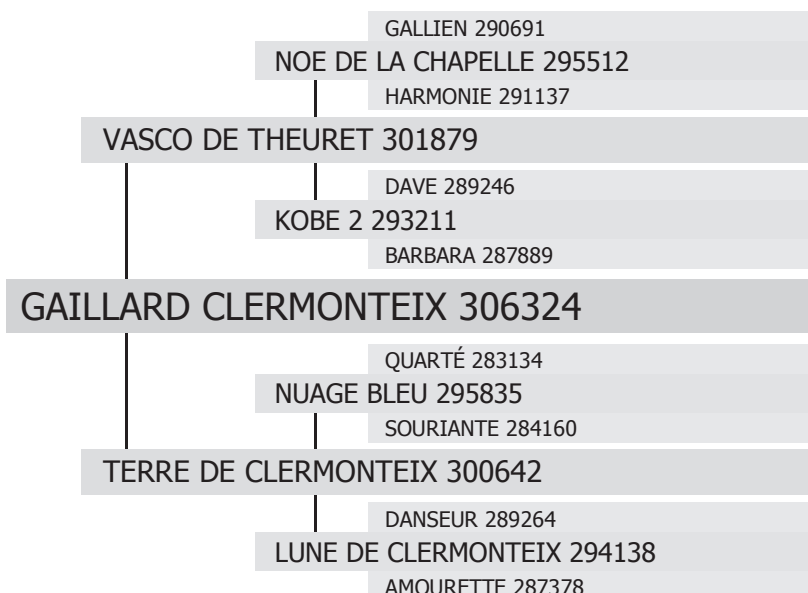 GALLIEN 290691
NOE DE LA CHAPELLE 295512
HARMONIE 291137
VASCO DE THEURET 301879
DAVE 289246
KOBE 2 293211
BARBARA 287889
GAILLARD CLERMONTEIX 306324
QUARTÉ 283134
NUAGE BLEU 295835
SOURIANTE 284160
TERRE DE CLERMONTEIX 300642
DANSEUR 289264
LUNE DE CLERMONTEIX 294138
AMOURETTE 287378